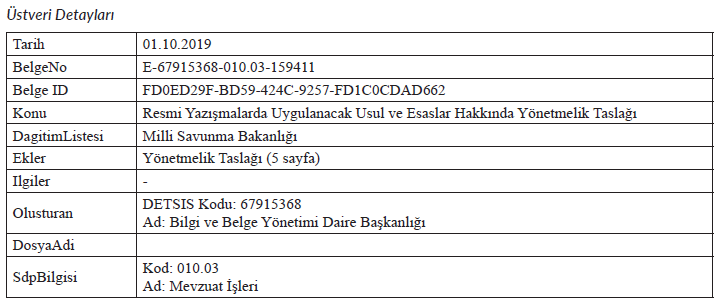 Üstveri Detayları
Tarih 01.10.2019
BelgeNo E-67915368-010.03-159411
Belge ID FD0ED29F-BD59-424C-9257-FD1C0CDAD662
Konu Resmi Yazışmalarda Uygulanacak Usul ve Esaslar Hakkında Yönetmelik Taslağı
DagitimListesi Milli Savunma Bakanlığı
Ekler Yönetmelik Taslağı (5 sayfa)
Ilgiler -
Olusturan DETSIS Kodu: 67915368
Ad: Bilgi ve Belge Yönetimi Daire Başkanlığı
DosyaAdi
SdpBilgisi Kod: 010.03
Ad: Mevzuat İşleri